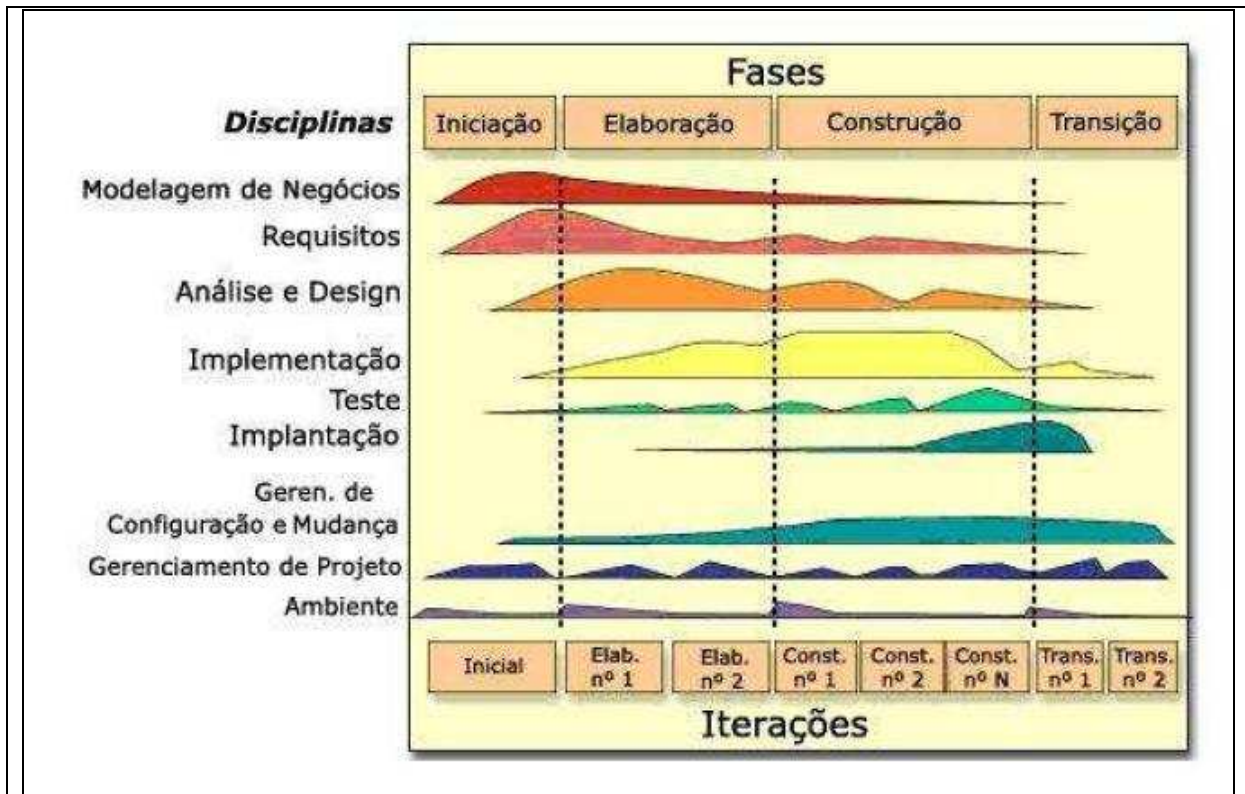 Fases
Disciplinas
Iniciação Elaboração Construção Transição
Modelagem de Negócios
Requisitos
Análise e Design
Implementação
Teste
Implantação
Geren. de
Configuração e Mudança
Gerenciamento de Projeto
Ambiente
Inicial
Elab.
nº 1
Elab.
nº 2
Const.
nº 1
Const.
nº 2
Const.
nº N
Trans.
nº 1
Trans.
nº 2
Iterações